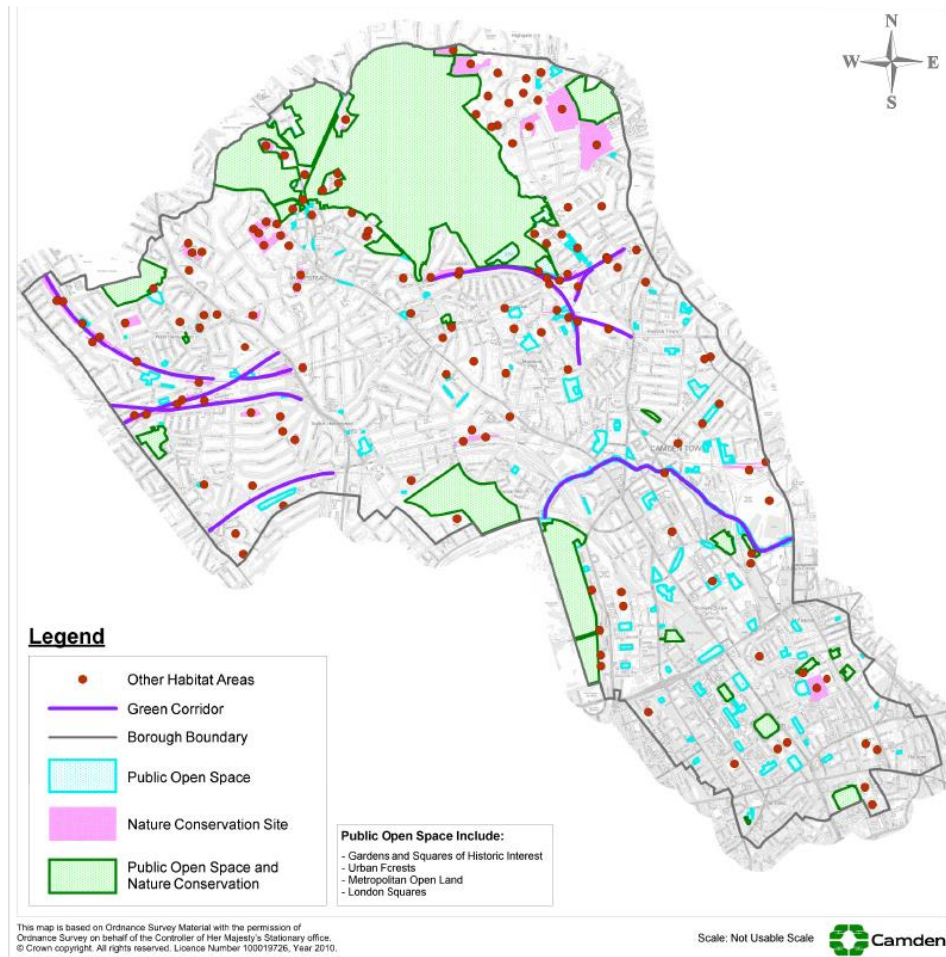 N
W E
S
CAMDEN TOWN
Legend
Other Habitat Areas
Green Corridor
Borough Boundary
Public Open Space
Nature Conservation Site
Public Open Space and
Nature Conservation
Public Open Space Include:
- Gardens and Squares of Historic Interest
- Urban Forests
- Metropolitan Open Land
- London Squares
This map is based on Ordnance Survey Material with the permission of
Ordnance Survey on behalf of the Controller of Her Majesty's Stationary office.
© Crown copyright. All rights reserved. Licence Number 100019726, Year 2010.
Scale: Not Usable Scale
Camden